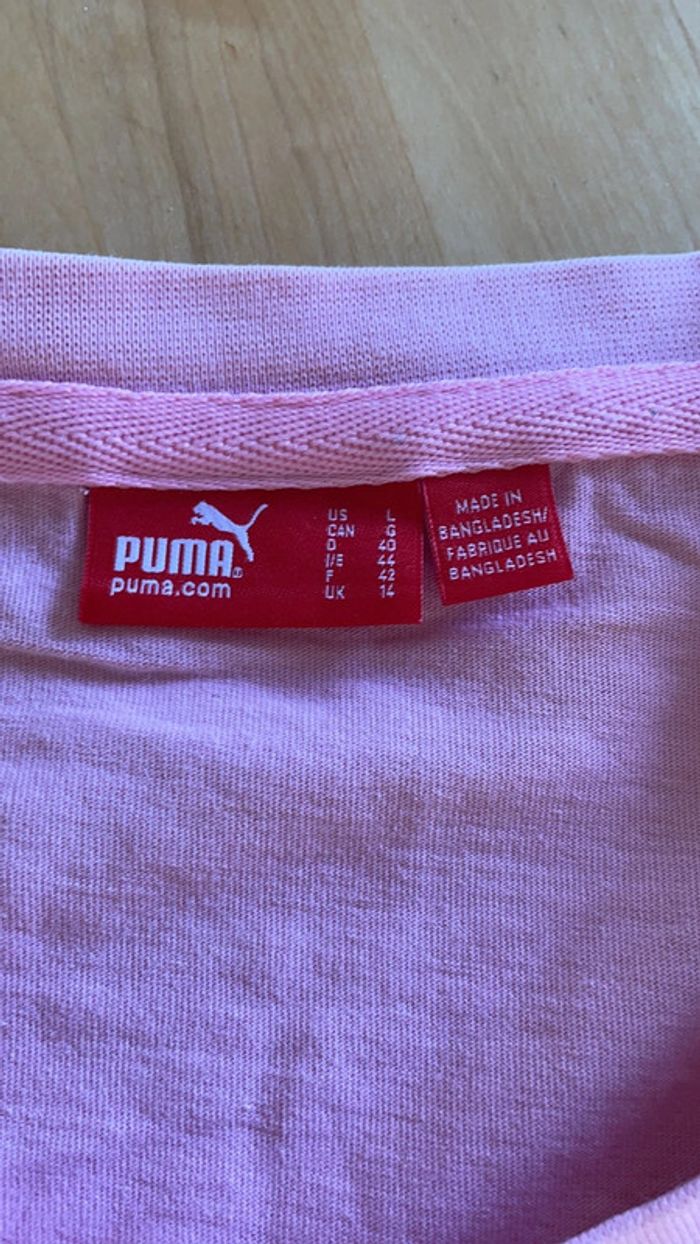 PUMA
puma.com
US L
CAN G
D 40
I/E 44
F 42
UK 14
MADE IN
BANGLADESH/
FABRIQUE AU
BANGLADESH